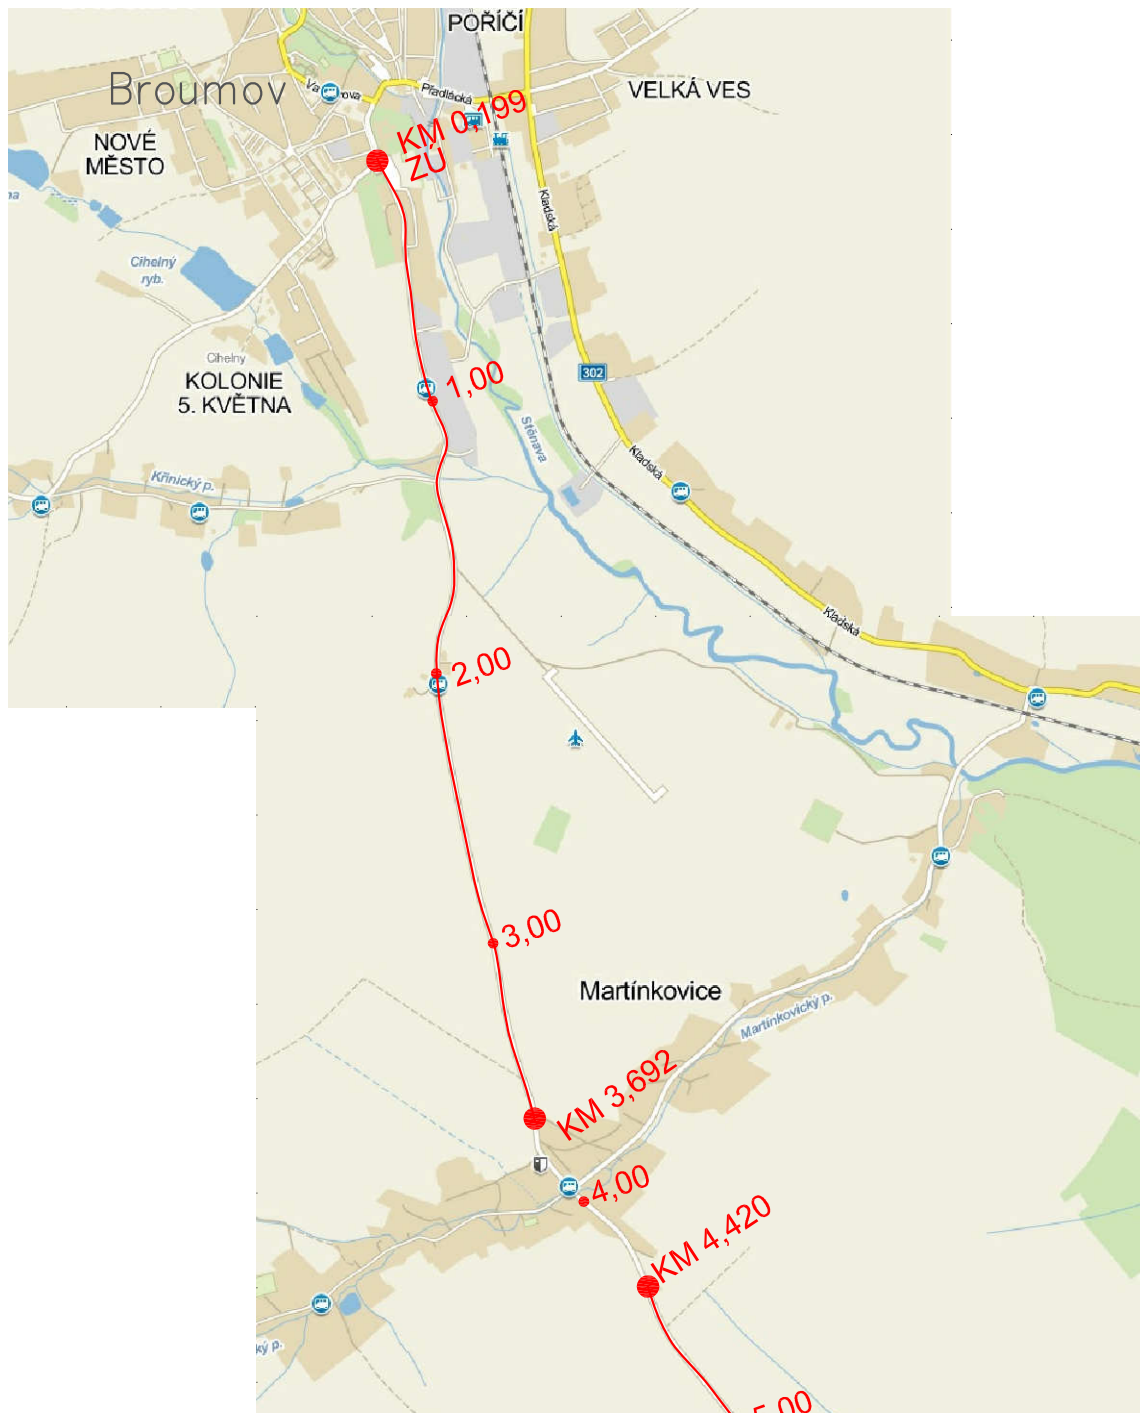 POŘÍČÍ
Broumov
Přadlácká
VELKÁ VES
KM 0,199
ZÚ
NOVÉ
MĚSTO
Kladská
Cihelný
ryb.
Cihelny
KOLONIE
5. KVĚTNA
302
1,00
Stěnava
Kladská
Křinický p.
Kladská
2,00
3,00
Martínkovice
Martínkovický p.
KM 3,692
4,00
KM 4,420
ký p.
5,00